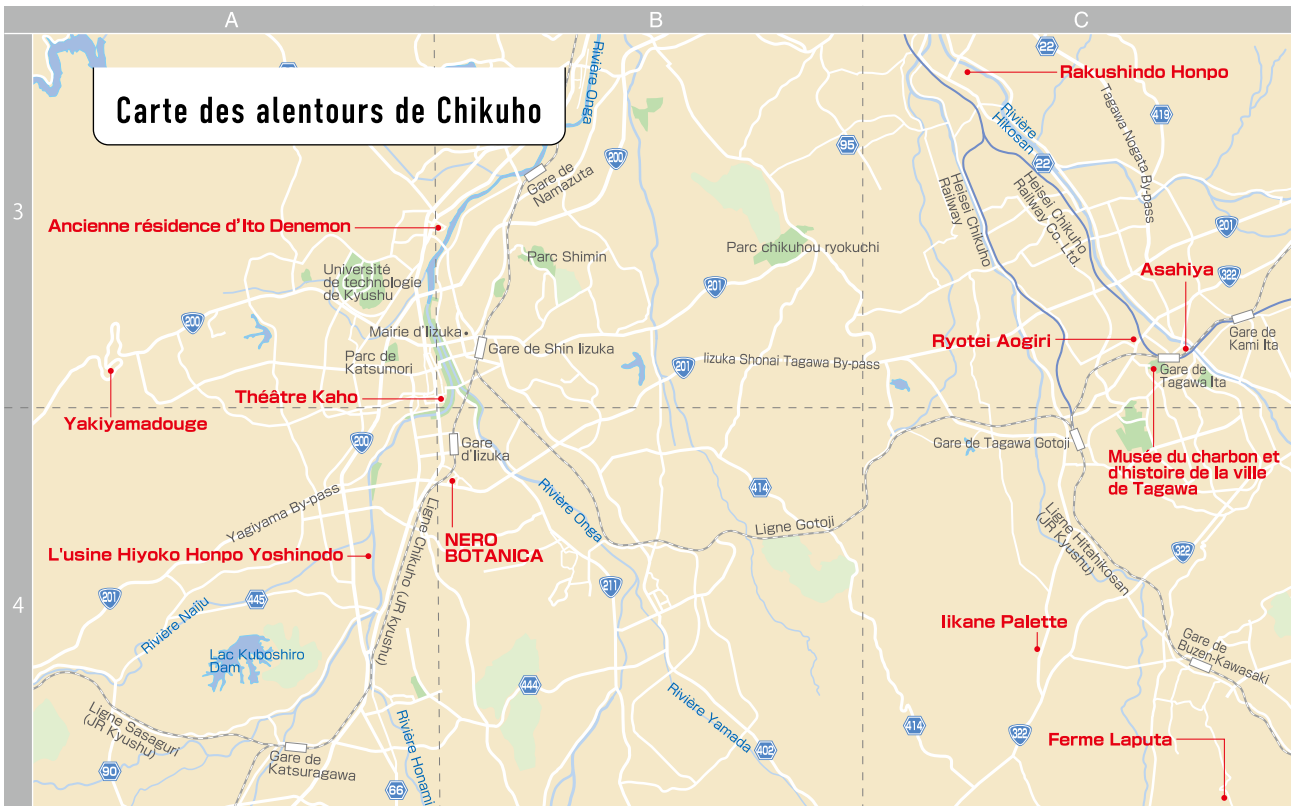 A
B
C
3
4
Carte des alentours de Chikuho
Rivière Onga
200
95
22
Rakushindo Honpo
Rivière
Hikosan
Tagawa Nogata By-pass
419
22
Gare de
Namazuta
Heisei Chikuho
Railway
Heisei Chikuho
Railway Co. Ltd.
201
Ancienne résidence d'Ito Denemon
Parc Shimin
Parc chikuhou ryokuchi
Université
de technologie
de Kyushu
201
Asahiya
322
200
Mairie d'Iizuka
Gare de Shin Iizuka
Ryotei Aogiri
Gare de
Kami Ita
Parc de
Katsumori
201
Iizuka Shonai Tagawa By-pass
Gare de
Tagawa Ita
Yakiyamadouge
Théâtre Kaho
200
Gare
d'Iizuka
Gare de Tagawa Gotoji
Musée du charbon et
d'histoire de la ville
de Tagawa
Yagiyama By-pass
Ligne Chikuho (JR kyushu)
NERO
BOTANICA
Rivière Onga
414
Ligne Gotoji
Ligne Hitahikosan
(JR Kyushu)
322
L'usine Hiyoko Honpo Yoshinodo
201
445
Rivière Naiju
211
Iikane Palette
Lac Kuboshiro
Dam
Gare de
Buzen-Kawasaki
444
Ligne Sasaguri
(JR Kyushu)
Rivière Honami
Rivière Yamada
402
414
322
Ferme Laputa
90
Gare de
Katsuragawa
66